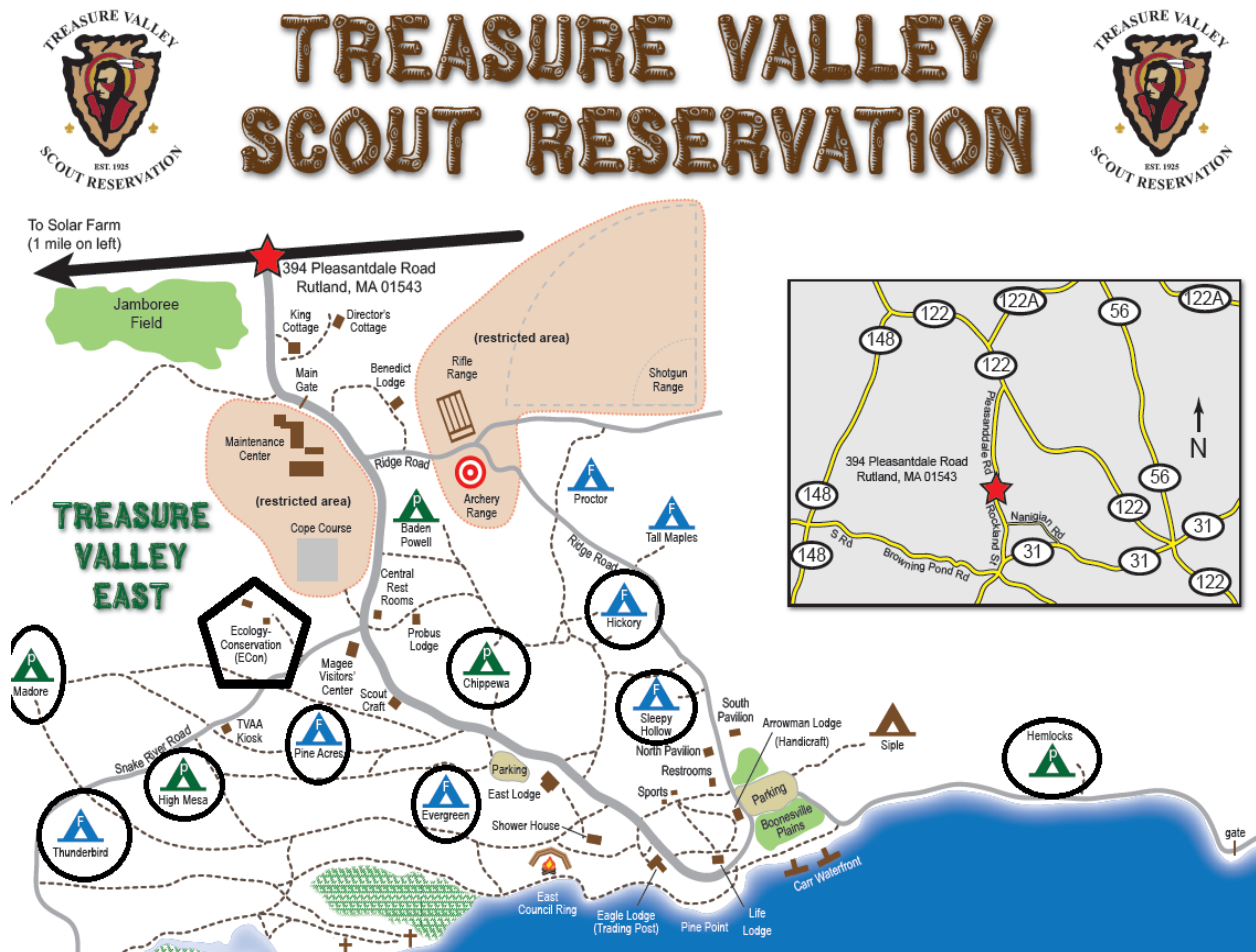 TREASURE VALLEY
SCOUT RESERVATION
TREASURE VALLEY
EST. 1925
SCOUT RESERVATION
TREASURE VALLEY
EST. 1925
SCOUT RESERVATION
To Solar Farm
(1 mile on left)
394 Pleasantdale Road
Rutland, MA 01543
Jamboree
Field
King
Cottage
Director's
Cottage
(restricted area)
Main
Gate
Benedict
Lodge
Rifle
Range
Shotgun
Range
Maintenance
Center
Ridge Road
(restricted area)
Archery
Range
F
Proctor
P
Baden
Powell
F
Tall Maples
Cope Course
Ridge Road
TREASURE
VALLEY
EAST
Central
Rest
Rooms
F
Hickory
Ecology-
Conservation
(ECon)
Probus
Lodge
P
Madore
Magee
Visitors'
Center
P
Chippewa
Scout
Craft
F
Sleepy
Hollow
South
Pavilion
Arrowman Lodge
(Handicraft)
Siple
Hemlocks
P
TVAA
Kiosk
Snake River Road
F
Pine Acres
North Pavilion
Restrooms
P
High Mesa
Parking
East Lodge
Sports
Parking
F
Evergreen
Boonesville
Plains
Shower House
F
Thunderbird
gate
Carr Waterfront
East
Council Ring
Eagle Lodge
(Trading Post)
Pine Point
Life
Lodge
122A
122A
122
56
148
122
Pleasantdale Rd
N
394 Pleasantdale Road
Rutland, MA 01543
56
148
122
Rockland St
Nanigian Rd
31
S Rd
148
Browning Pond Rd
31
31
122